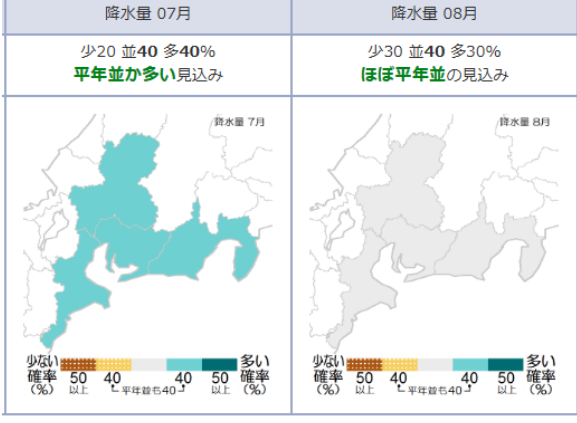 降水量 07月
降水量 08月
少20 並40 多40%
平年並か多い見込み
少30 並40 多30%
ほぼ平年並の見込み
降水量 7月
少ない
確率
(%)
50
以上
40
平年並も40
40
50
以上
多い
確率
(%)
降水量 8月
少ない
確率
(%)
50
以上
40
平年並も40
40
50
以上
多い
確率
(%)